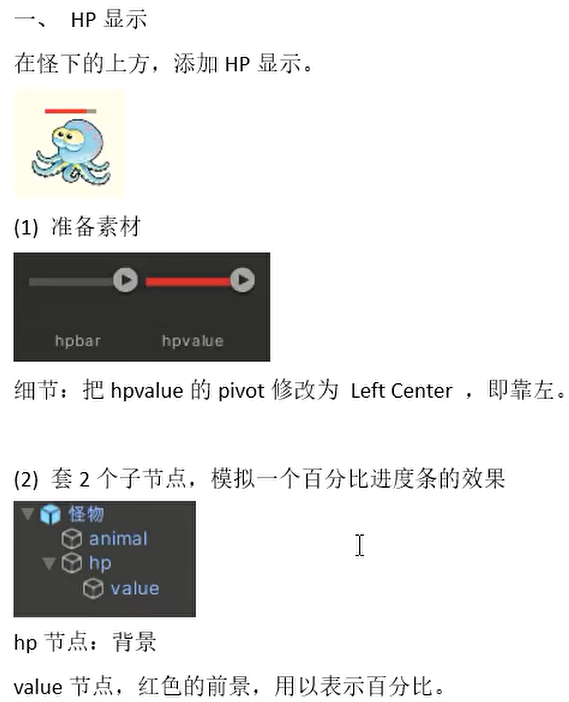 一、 HP 显示
在怪下的上方，添加 HP 显示。
(1) 准备素材
hpbar hpvalue
细节：把 hpvalue 的 pivot 修改为 Left Center ，即靠左。
(2) 套 2 个子节点，模拟一个百分比进度条的效果
怪物
animal
hp
value
hp 节点：背景
value 节点，红色的前景，用以表示百分比。